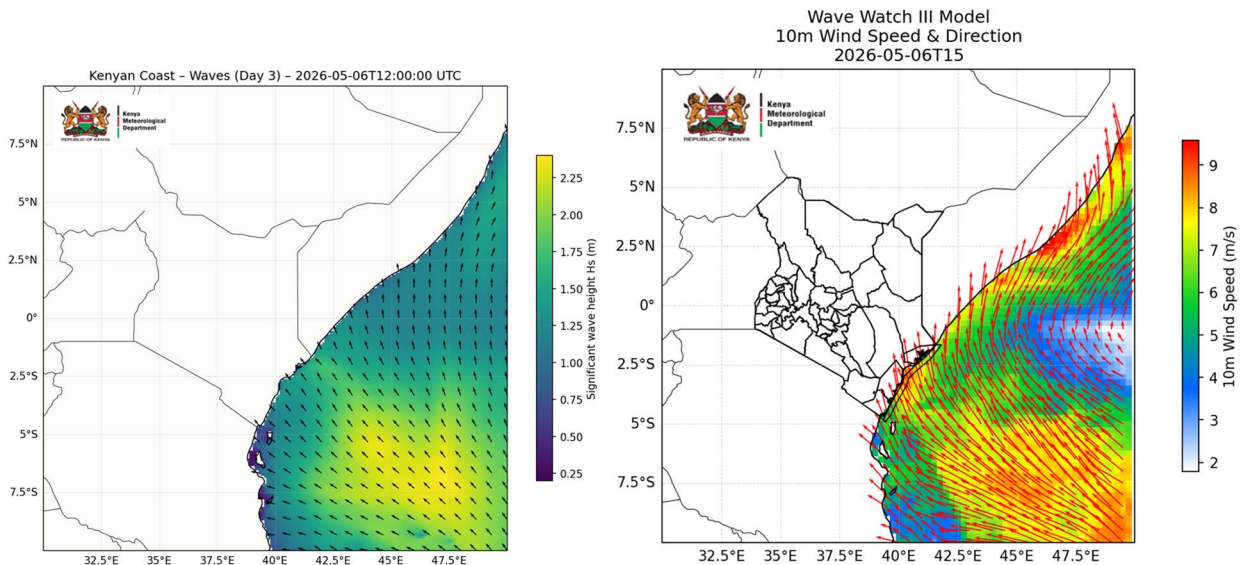 Kenyan Coast – Waves (Day 3) – 2026-05-06T12:00:00 UTC
Kenya
Meteorological
Department
REPUBLIC OF KENYA
7.5°N
5°N
2.5°N
0°
2.5°S
5°S
7.5°S
32.5°E 35°E 37.5°E 40°E 42.5°E 45°E 47.5°E
2.25
2.00
1.75
1.50
1.25
1.00
0.75
0.50
0.25
Significant wave height Hs (m)
Wave Watch III Model
10m Wind Speed & Direction
2026-05-06T15
Kenya
Meteorological
Department
REPUBLIC OF KENYA
7.5°N
5°N
2.5°N
0°
2.5°S
5°S
7.5°S
32.5°E 35°E 37.5°E 40°E 42.5°E 45°E 47.5°E
9
8
7
6
5
4
3
2
10m Wind Speed (m/s)